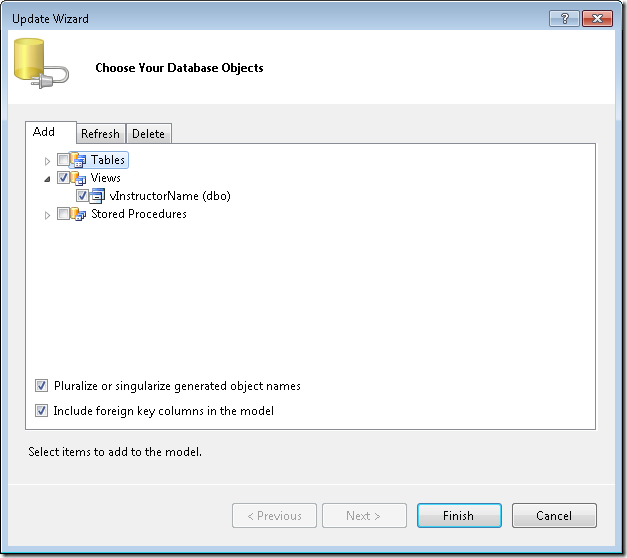 Update Wizard
?
Choose Your Database Objects
Add Refresh Delete
Tables
Views
vInstructorName (dbo)
Stored Procedures
Pluralize or singularize generated object names
Include foreign key columns in the model
Select items to add to the model.
< Previous Next > Finish Cancel